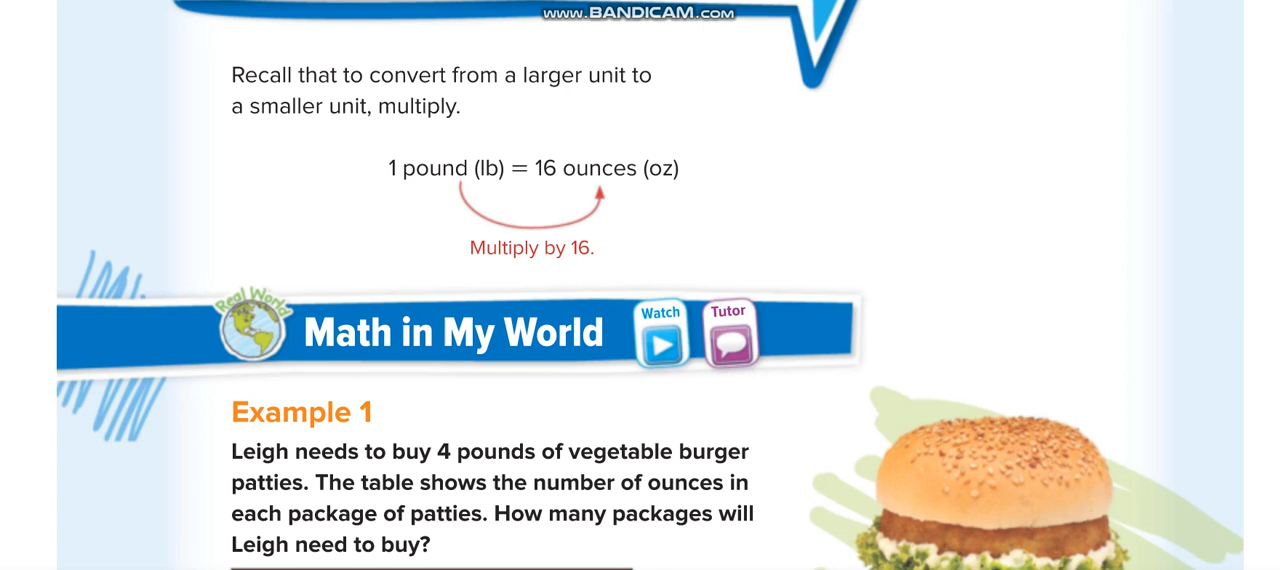 www.BANDICAM.com
Recall that to convert from a larger unit to
a smaller unit, multiply.
1 pound (lb) = 16 ounces (oz)
Multiply by 16.
Real World
Math in My World
Watch
Tutor
Example 1
Leigh needs to buy 4 pounds of vegetable burger
patties. The table shows the number of ounces in
each package of patties. How many packages will
Leigh need to buy?